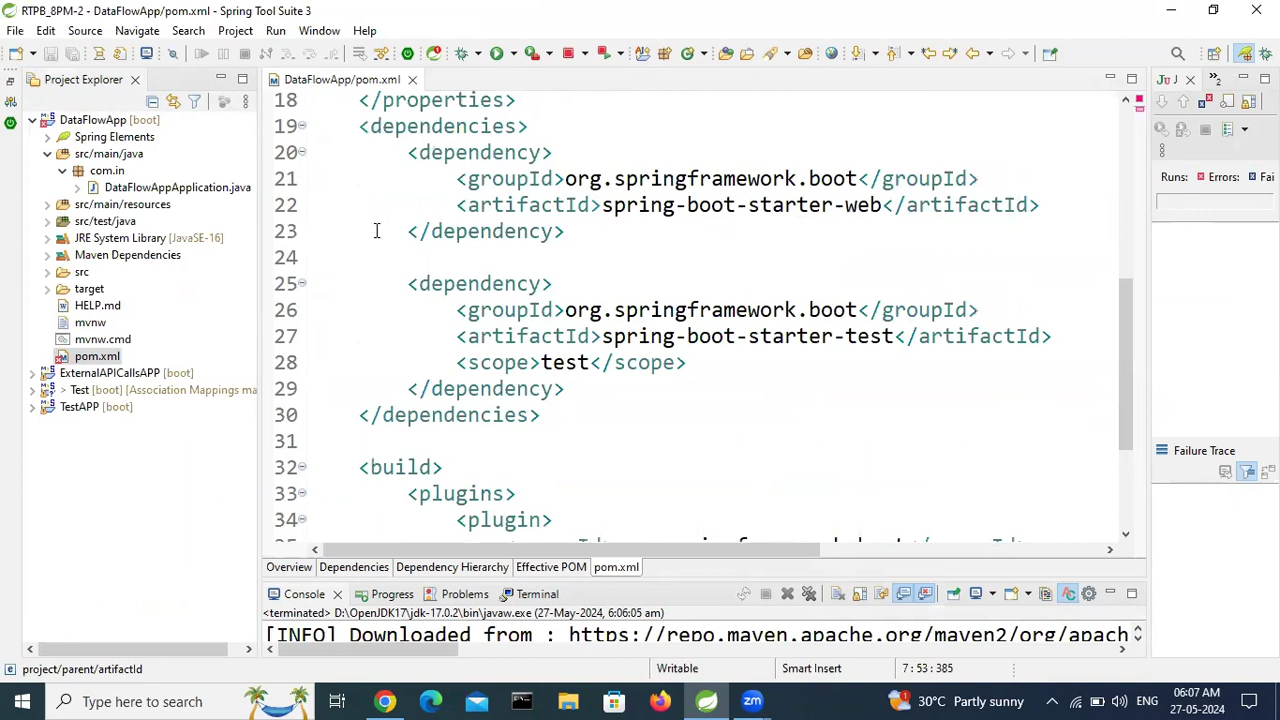 RTPB_8PM-2 - DataFlowApp/pom.xml - Spring Tool Suite 3
File Edit Source Navigate Search Project Run Window Help
Project Explorer
DataFlowApp [boot]
Spring Elements
src/main/java
com.in
DataFlowAppApplication.java
src/main/resources
src/test/java
JRE System Library [JavaSE-16]
Maven Dependencies
src
target
HELP.md
mvnw
mvnw.cmd
pom.xml
ExternalAPICallsAPP [boot]
> Test [boot] [Association Mappings ma
TestAPP [boot]
DataFlowApp/pom.xml
18 </properties>
19 <dependencies>
20 <dependency>
21 <groupId>org.springframework.boot</groupId>
22 <artifactId>spring-boot-starter-web</artifactId>
23 </dependency>
24
25 <dependency>
26 <groupId>org.springframework.boot</groupId>
27 <artifactId>spring-boot-starter-test</artifactId>
28 <scope>test</scope>
29 </dependency>
30 </dependencies>
31
32 <build>
33 <plugins>
34 <plugin>
Overview Dependencies Dependency Hierarchy Effective POM pom.xml
Console Progress Problems Terminal
<terminated> D:\OpenJDK17\jdk-17.0.2\bin\javaw.exe (27-May-2024, 6:06:05 am)
[INFO] Downloaded from : https://repo.maven.apache.org/maven2/org/apach
Ju J
Runs: Errors: Fai
Failure Trace
project/parent/artifactId
Writable
Smart Insert
7 : 53 : 385
Type here to search
zm
1
30°C Partly sunny
ENG
06:07 AM
27-05-2024